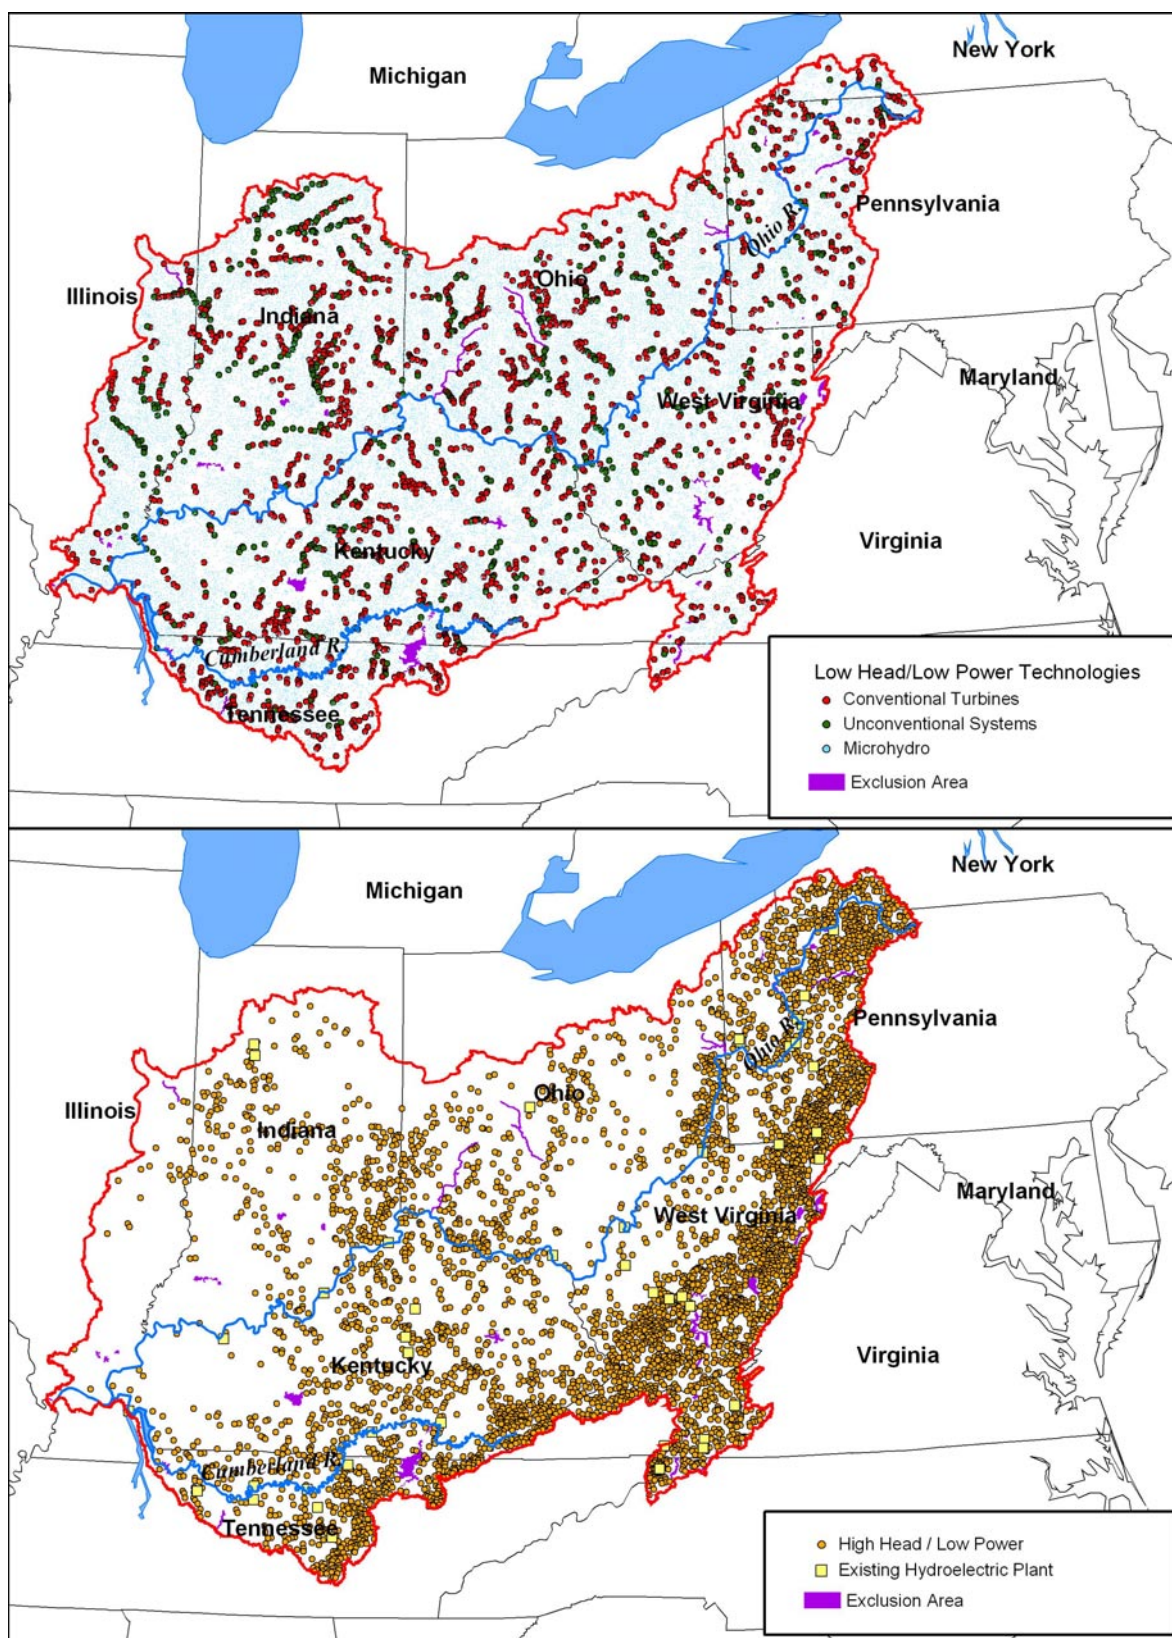 New York
Michigan
Pennsylvania
Ohio R.
Ohio
Illinois
Indiana
Maryland
West Virginia
Virginia
Kentucky
Cumberland R.
Tennessee
Low Head/Low Power Technologies
Conventional Turbines
Unconventional Systems
Microhydro
Exclusion Area
New York
Michigan
Pennsylvania
Ohio R.
Ohio
Illinois
Indiana
Maryland
West Virginia
Virginia
Kentucky
Cumberland R.
Tennessee
High Head / Low Power
Existing Hydroelectric Plant
Exclusion Area